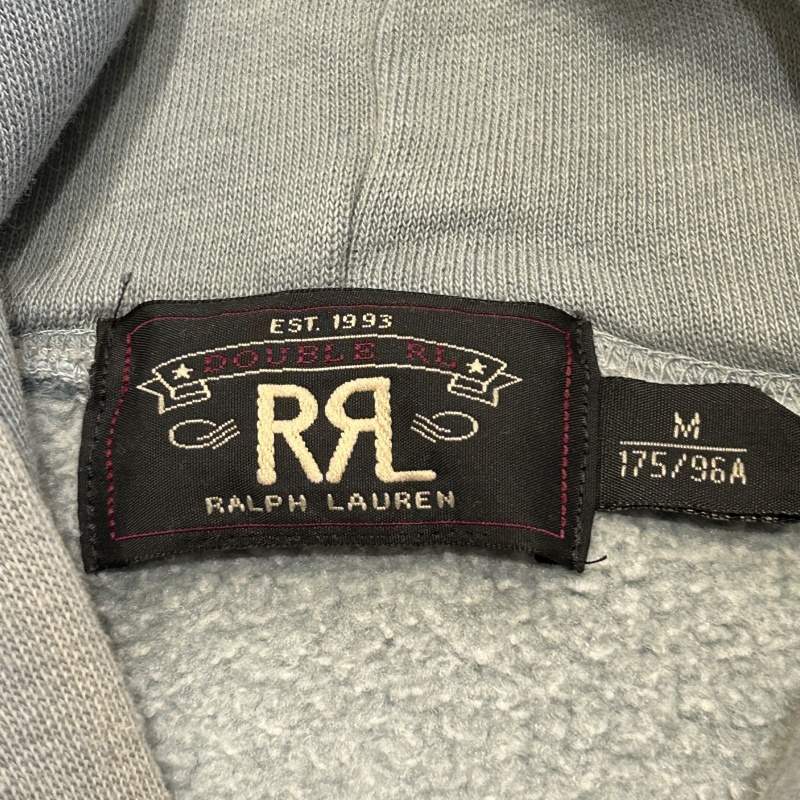 EST. 1993
DOUBLE RL
RRL
RALPH LAUREN
M
175/96A